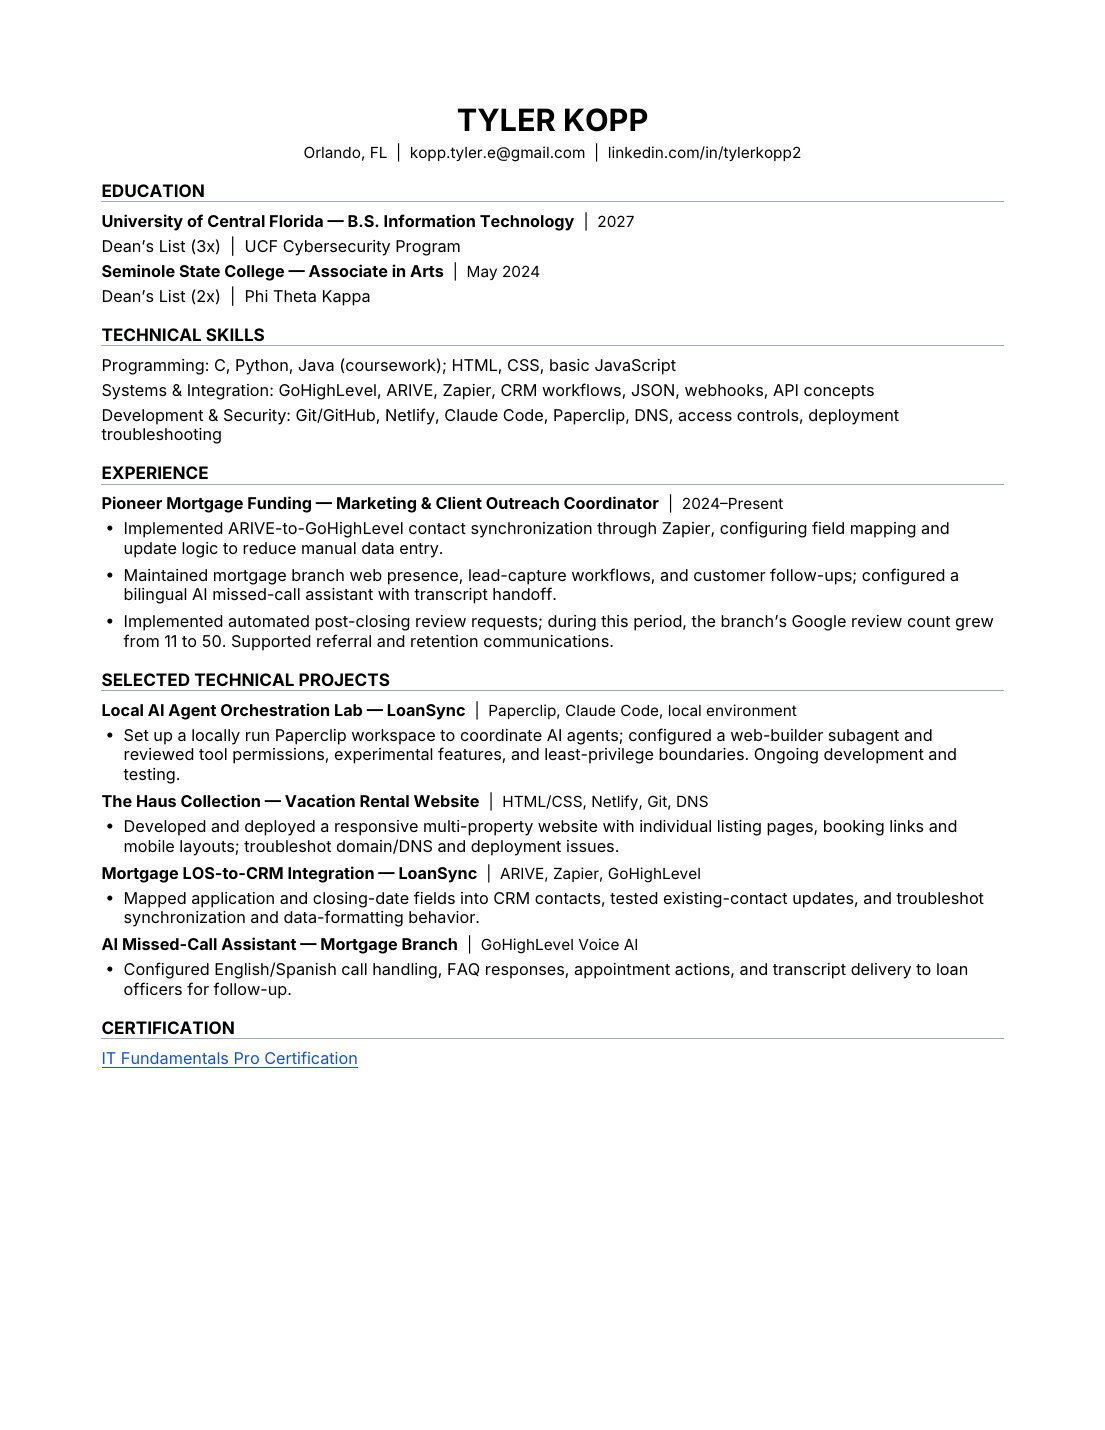 TYLER KOPP
Orlando, FL | kopp.tyler.e@gmail.com | linkedin.com/in/tylerkopp2
EDUCATION
University of Central Florida — B.S. Information Technology | 2027
Dean’s List (3x) | UCF Cybersecurity Program
Seminole State College — Associate in Arts | May 2024
Dean’s List (2x) | Phi Theta Kappa
TECHNICAL SKILLS
Programming: C, Python, Java (coursework); HTML, CSS, basic JavaScript
Systems & Integration: GoHighLevel, ARIVE, Zapier, CRM workflows, JSON, webhooks, API concepts
Development & Security: Git/GitHub, Netlify, Claude Code, Paperclip, DNS, access controls, deployment
troubleshooting
EXPERIENCE
Pioneer Mortgage Funding — Marketing & Client Outreach Coordinator | 2024–Present
• Implemented ARIVE-to-GoHighLevel contact synchronization through Zapier, configuring field mapping and
update logic to reduce manual data entry.
• Maintained mortgage branch web presence, lead-capture workflows, and customer follow-ups; configured a
bilingual AI missed-call assistant with transcript handoff.
• Implemented automated post-closing review requests; during this period, the branch’s Google review count grew
from 11 to 50. Supported referral and retention communications.
SELECTED TECHNICAL PROJECTS
Local AI Agent Orchestration Lab — LoanSync | Paperclip, Claude Code, local environment
• Set up a locally run Paperclip workspace to coordinate AI agents; configured a web-builder subagent and
reviewed tool permissions, experimental features, and least-privilege boundaries. Ongoing development and
testing.
The Haus Collection — Vacation Rental Website | HTML/CSS, Netlify, Git, DNS
• Developed and deployed a responsive multi-property website with individual listing pages, booking links and
mobile layouts; troubleshot domain/DNS and deployment issues.
Mortgage LOS-to-CRM Integration — LoanSync | ARIVE, Zapier, GoHighLevel
• Mapped application and closing-date fields into CRM contacts, tested existing-contact updates, and troubleshot
synchronization and data-formatting behavior.
AI Missed-Call Assistant — Mortgage Branch | GoHighLevel Voice AI
• Configured English/Spanish call handling, FAQ responses, appointment actions, and transcript delivery to loan
officers for follow-up.
CERTIFICATION
IT Fundamentals Pro Certification